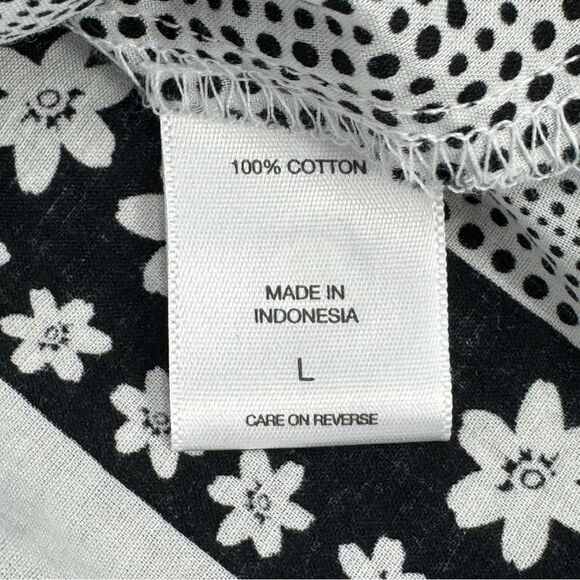 100% COTTON
MADE IN
INDONESIA
L
CARE ON REVERSE